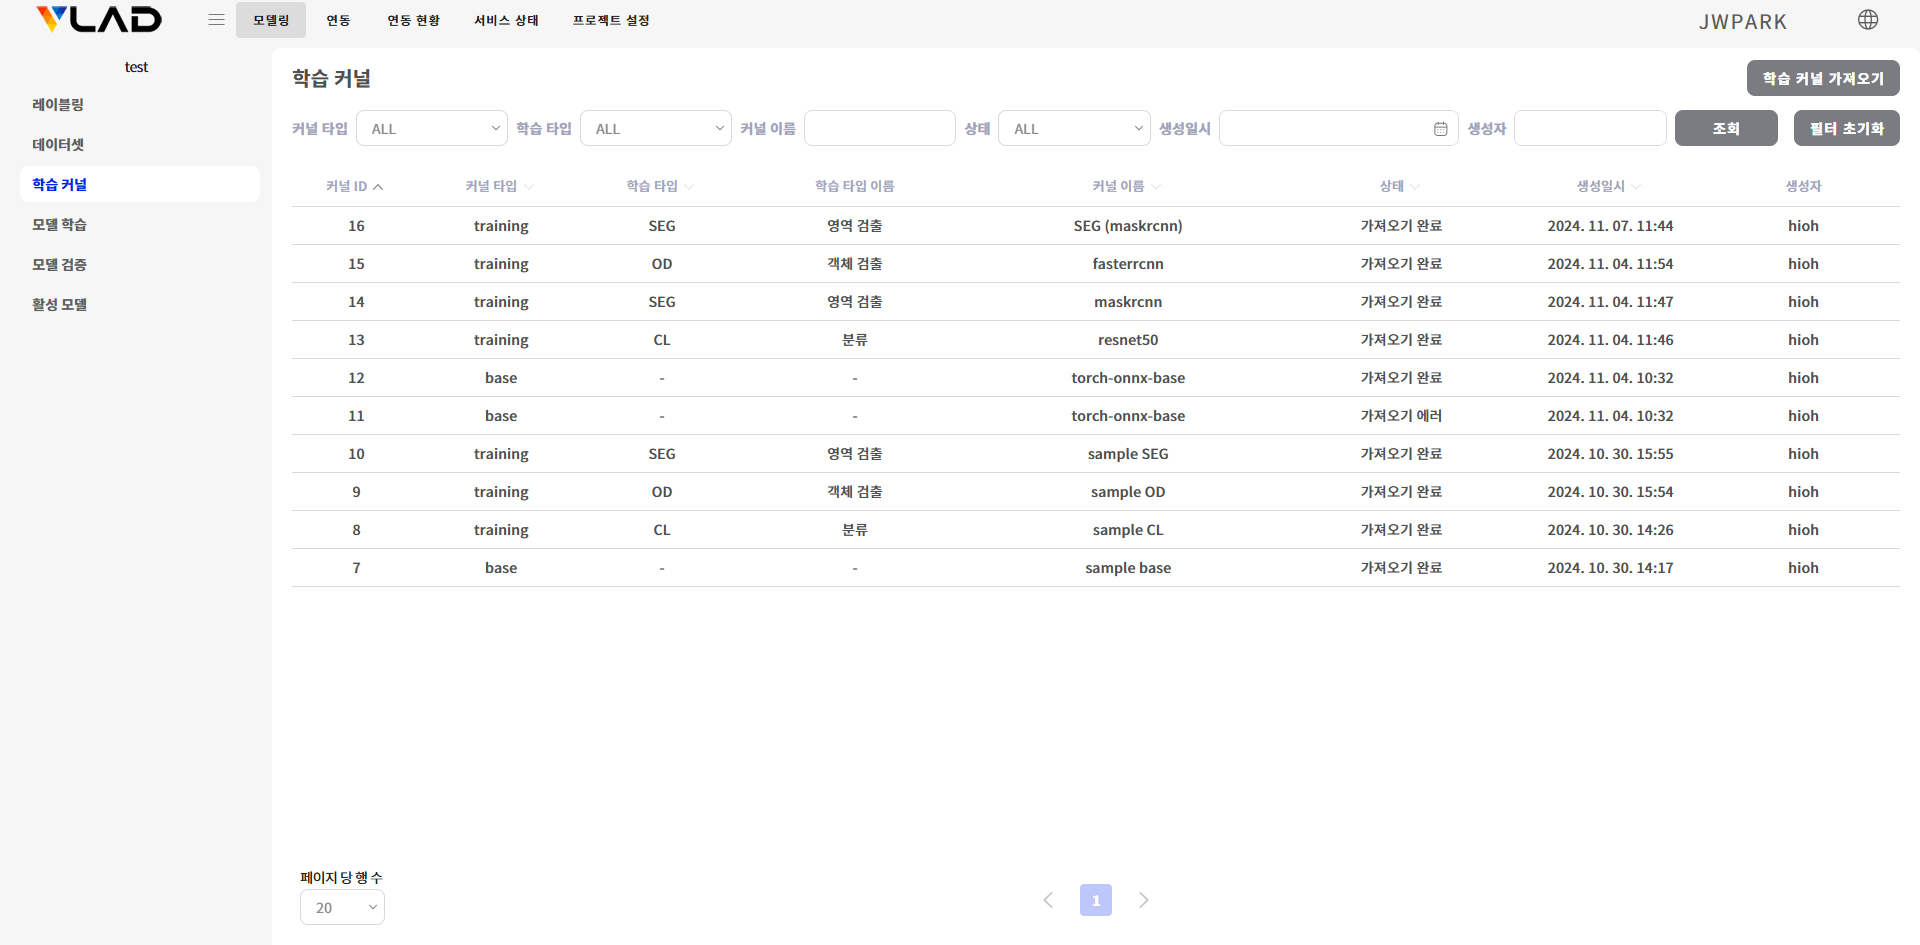 VLAD
모델링 연동 연동 현황 서비스 상태 프로젝트 설정 JWPARK
test
레이블링
데이터셋
학습 커널
모델 학습
모델 검증
활성 모델
학습 커널 학습 커널 가져오기
커널 타입 ALL 학습 타입 ALL 커널 이름 상태 ALL 생성일시 생성자 조회 필터 초기화
커널 ID 커널 타입 학습 타입 학습 타입 이름 커널 이름 상태 생성일시 생성자
16 training SEG 영역 검출 SEG (maskrcnn) 가져오기 완료 2024. 11. 07. 11:44 hioh
15 training OD 객체 검출 fasterrcnn 가져오기 완료 2024. 11. 04. 11:54 hioh
14 training SEG 영역 검출 maskrcnn 가져오기 완료 2024. 11. 04. 11:47 hioh
13 training CL 분류 resnet50 가져오기 완료 2024. 11. 04. 11:46 hioh
12 base - - torch-onnx-base 가져오기 완료 2024. 11. 04. 10:32 hioh
11 base - - torch-onnx-base 가져오기 에러 2024. 11. 04. 10:32 hioh
10 training SEG 영역 검출 sample SEG 가져오기 완료 2024. 10. 30. 15:55 hioh
9 training OD 객체 검출 sample OD 가져오기 완료 2024. 10. 30. 15:54 hioh
8 training CL 분류 sample CL 가져오기 완료 2024. 10. 30. 14:26 hioh
7 base - - sample base 가져오기 완료 2024. 10. 30. 14:17 hioh
페이지 당 행 수
20
1